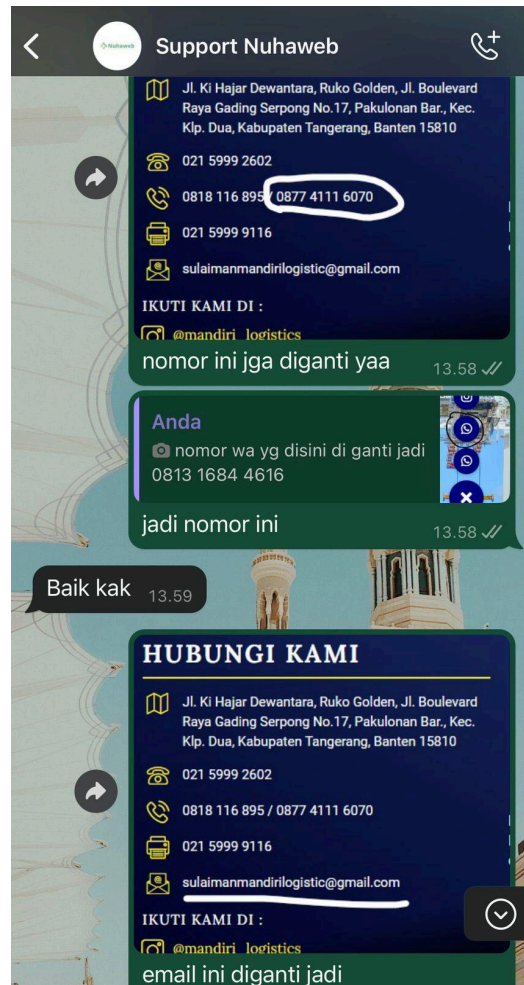 Nuhaweb
Support Nuhaweb
Jl. Ki Hajar Dewantara, Ruko Golden, Jl. Boulevard
Raya Gading Serpong No.17, Pakulonan Bar., Kec.
Klp. Dua, Kabupaten Tangerang, Banten 15810
021 5999 2602
0818 116 895 / 0877 4111 6070
021 5999 9116
sulaimanmandirilogistic@gmail.com
IKUTI KAMI DI :
@mandiri_logistics
nomor ini jga diganti yaa
13.58
Anda
nomor wa yg disini di ganti jadi
0813 1684 4616
jadi nomor ini
13.58
Baik kak
13.59
HUBUNGI KAMI
Jl. Ki Hajar Dewantara, Ruko Golden, Jl. Boulevard
Raya Gading Serpong No.17, Pakulonan Bar., Kec.
Klp. Dua, Kabupaten Tangerang, Banten 15810
021 5999 2602
0818 116 895 / 0877 4111 6070
021 5999 9116
sulaimanmandirilogistic@gmail.com
IKUTI KAMI DI :
@mandiri_logistics
email ini diganti jadi